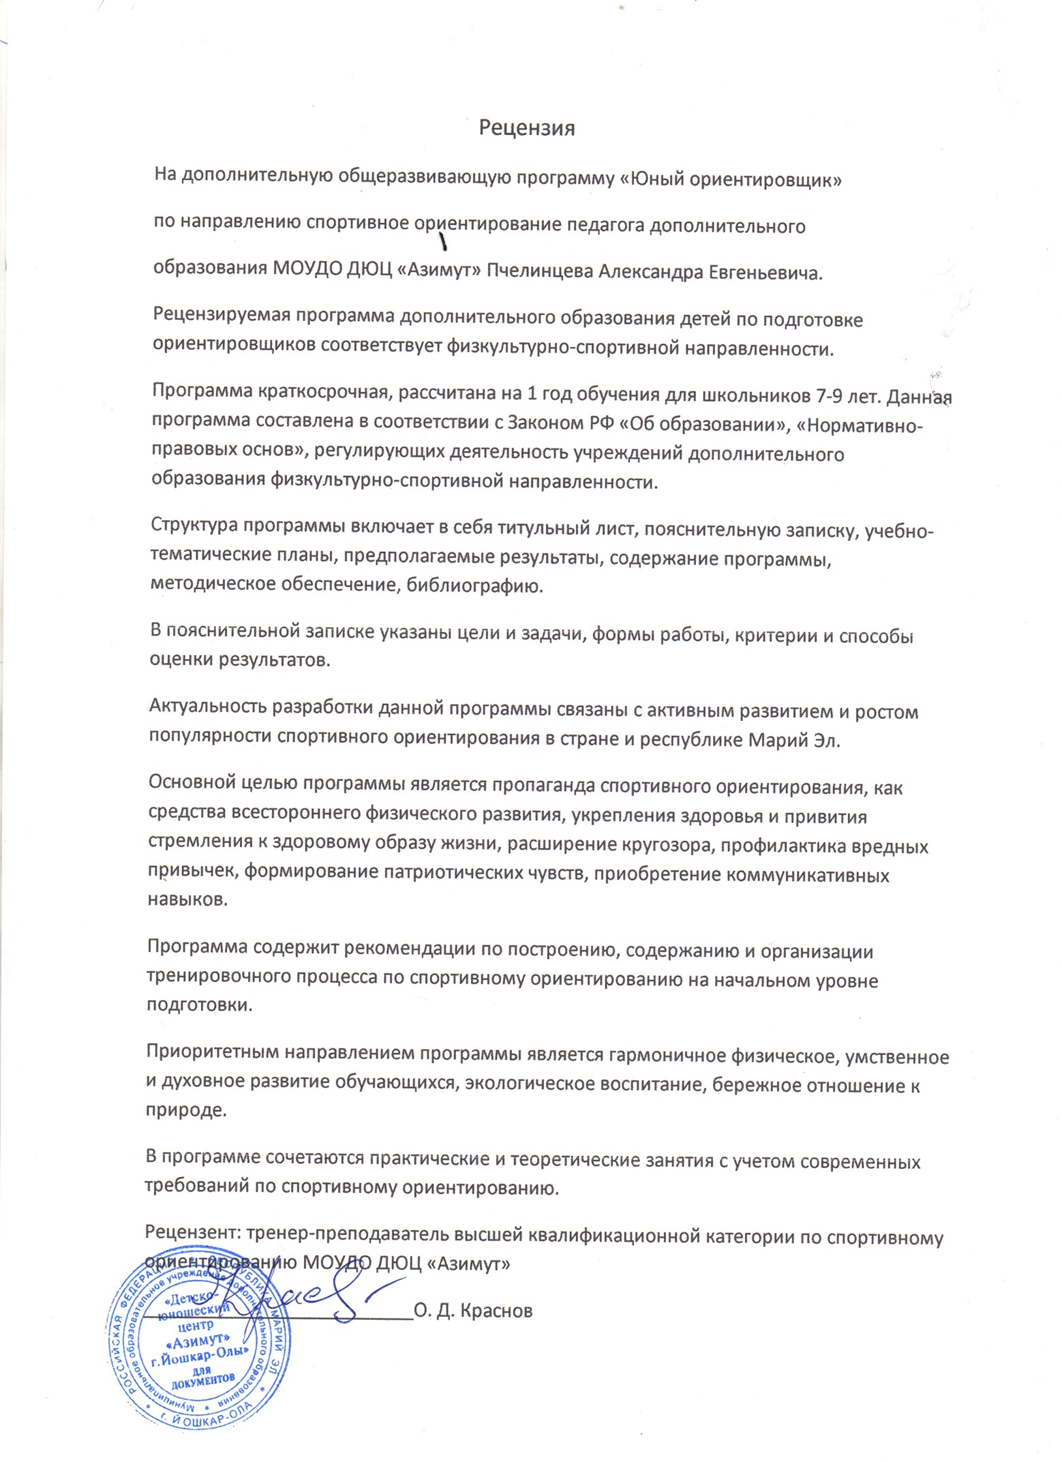 Рецензия
На дополнительную общеразвивающую программу «Юный ориентировщик»
по направлению спортивное ориентирование педагога дополнительного
образования МОУДО ДЮЦ «Азимут» Пчелинцева Александра Евгеньевича.
Рецензируемая программа дополнительного образования детей по подготовке
ориентировщиков соответствует физкультурно-спортивной направленности.
Программа краткосрочная, рассчитана на 1 год обучения для школьников 7-9 лет. Данная
программа составлена в соответствии с Законом РФ «Об образовании», «Нормативно-
правовых основ», регулирующих деятельность учреждений дополнительного
образования физкультурно-спортивной направленности.
Структура программы включает в себя титульный лист, пояснительную записку, учебно-
тематические планы, предполагаемые результаты, содержание программы,
методическое обеспечение, библиографию.
В пояснительной записке указаны цели и задачи, формы работы, критерии и способы
оценки результатов.
Актуальность разработки данной программы связаны с активным развитием и ростом
популярности спортивного ориентирования в стране и республике Марий Эл.
Основной целью программы является пропаганда спортивного ориентирования, как
средства всестороннего физического развития, укрепления здоровья и привития
стремления к здоровому образу жизни, расширение кругозора, профилактика вредных
привычек, формирование патриотических чувств, приобретение коммуникативных
навыков.
Программа содержит рекомендации по построению, содержанию и организации
тренировочного процесса по спортивному ориентированию на начальном уровне
подготовки.
Приоритетным направлением программы является гармоничное физическое, умственное
и духовное развитие обучающихся, экологическое воспитание, бережное отношение к
природе.
В программе сочетаются практические и теоретические занятия с учетом современных
требований по спортивному ориентированию.
Рецензент: тренер-преподаватель высшей квалификационной категории по спортивному
ориентированию МОУДО ДЮЦ «Азимут»
О. Д. Краснов
РОССИЙСКАЯ ФЕДЕРАЦИЯ • РЕСПУБЛИКА МАРИЙ ЭЛ • г. ЙОШКАР-ОЛА •
Муниципальное образовательное учреждение дополнительного образования •
«Детско-
юношеский
центр
«Азимут»
г.Йошкар-Олы»
ДЛЯ
ДОКУМЕНТОВ